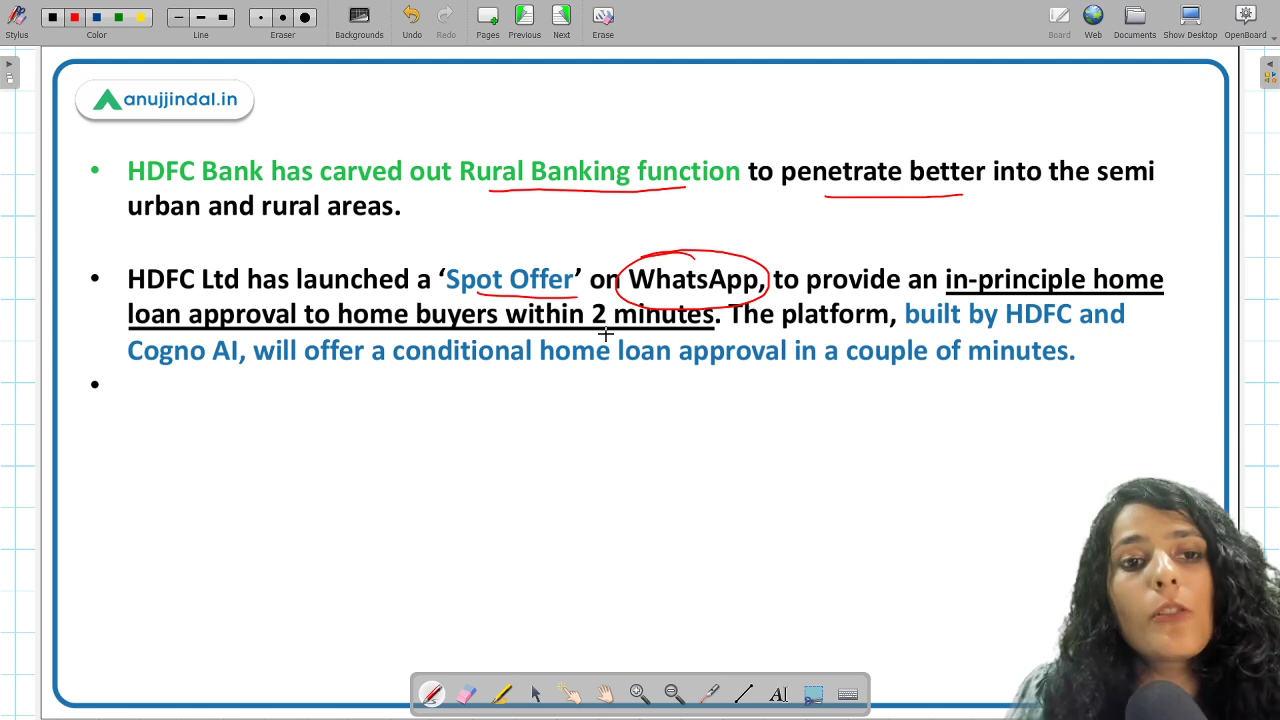 Stylus
Color
Line
Eraser
Backgrounds
Undo
Redo
Pages
Previous
Next
Erase
Board
Web
Documents
Show Desktop
OpenBoard
anujjindal.in
• HDFC Bank has carved out Rural Banking function to penetrate better into the semi
urban and rural areas.
• HDFC Ltd has launched a ‘Spot Offer’ on WhatsApp, to provide an in-principle home
loan approval to home buyers within 2 minutes. The platform, built by HDFC and
Cogno AI, will offer a conditional home loan approval in a couple of minutes.
•
AI